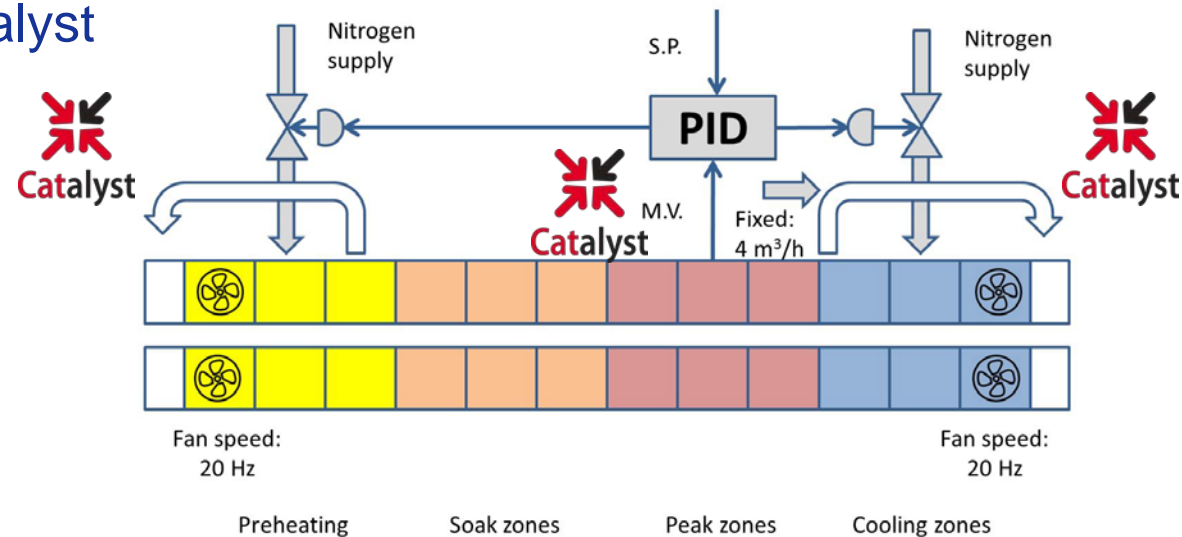 alyst
Nitrogen
supply
S.P.
Nitrogen
supply
PID
Catalyst
Catalyst
Catalyst
M.V.
Fixed:
4 m³/h
Fan speed:
20 Hz
Fan speed:
20 Hz
Preheating
Soak zones
Peak zones
Cooling zones